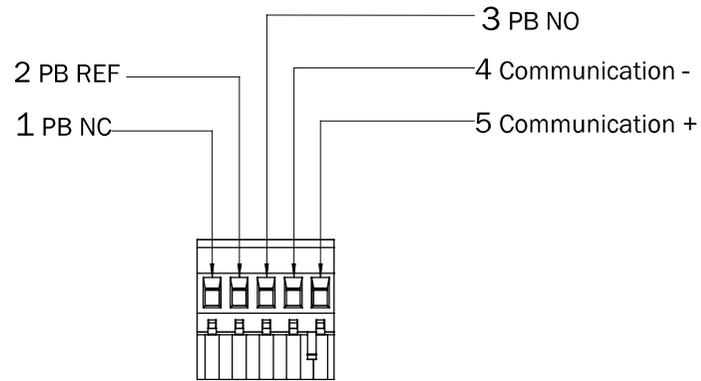 3 PB NO
2 PB REF
4 Communication -
1 PB NC
5 Communication +